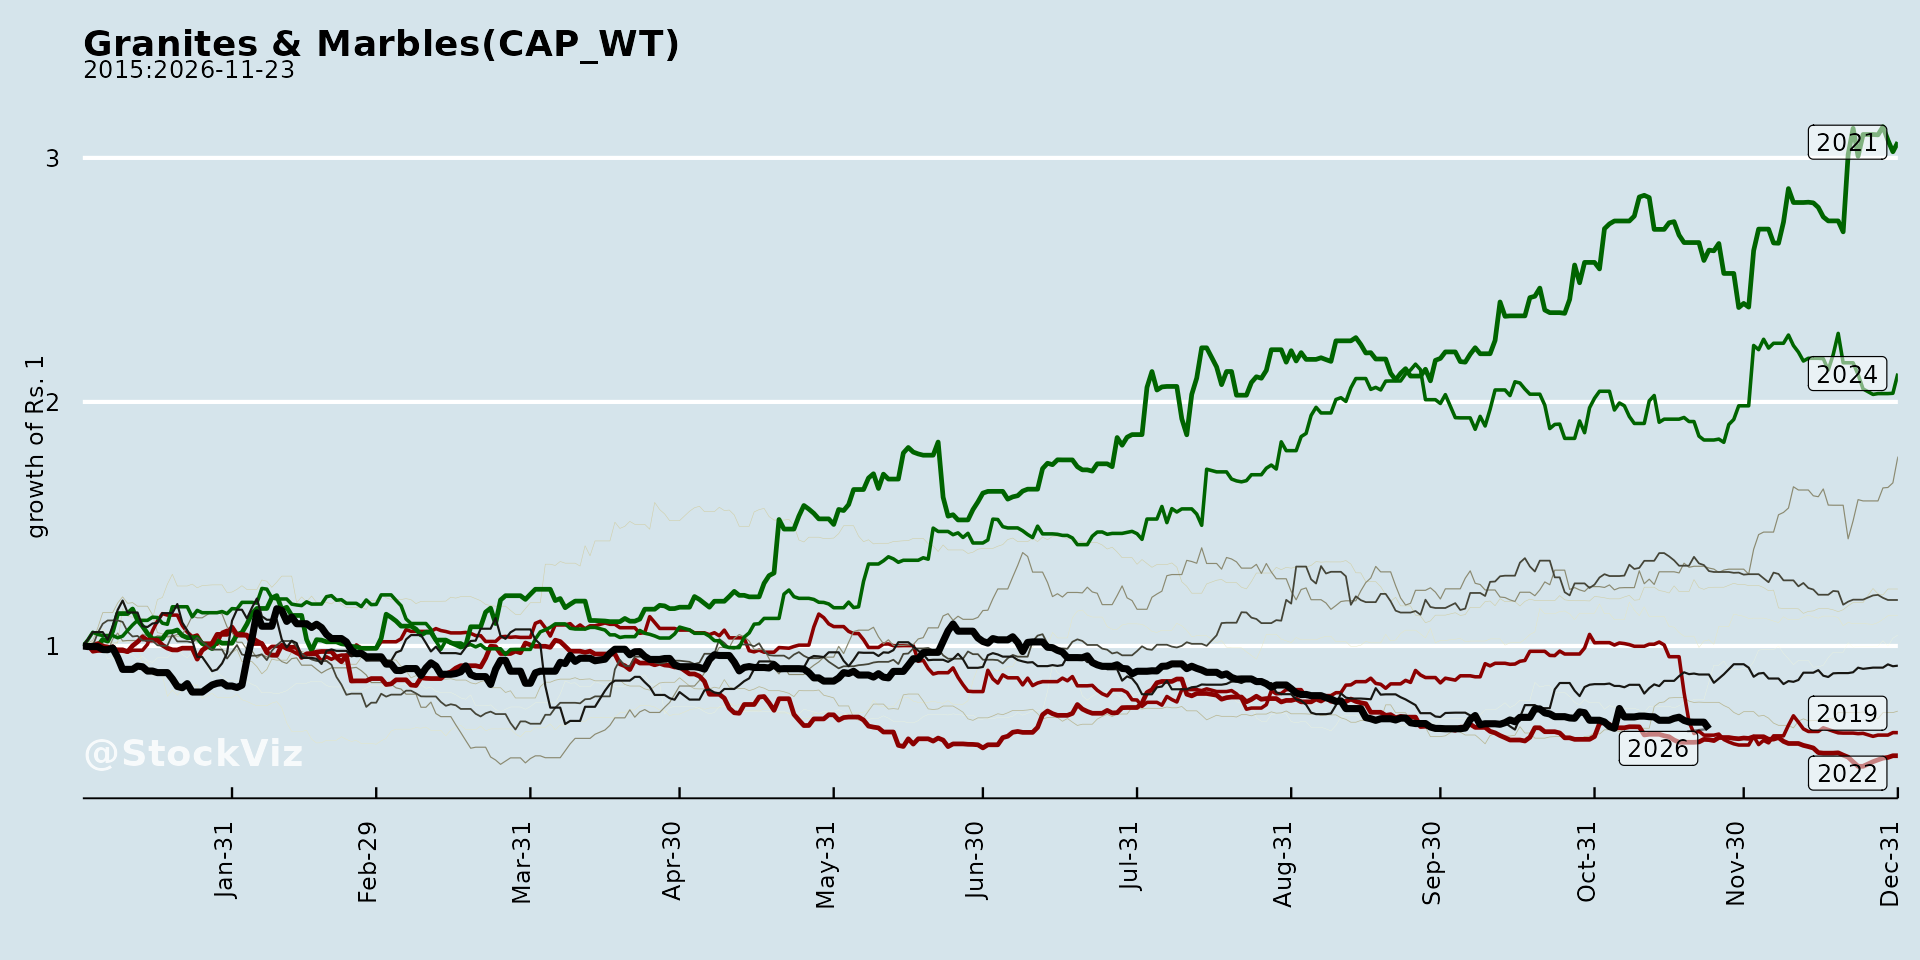 Granites & Marbles(CAP_WT)
2015:2026-11-23
growth of Rs. 1
3
2
1
2021
2024
2019
2026
2022
@StockViz
Jan-31
Feb-29
Mar-31
Apr-30
May-31
Jun-30
Jul-31
Aug-31
Sep-30
Oct-31
Nov-30
Dec-31